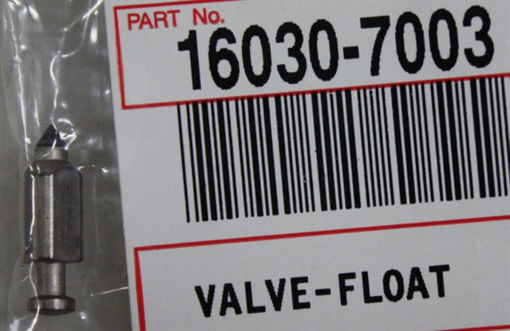 PART No.
16030-7003
VALVE-FLOAT